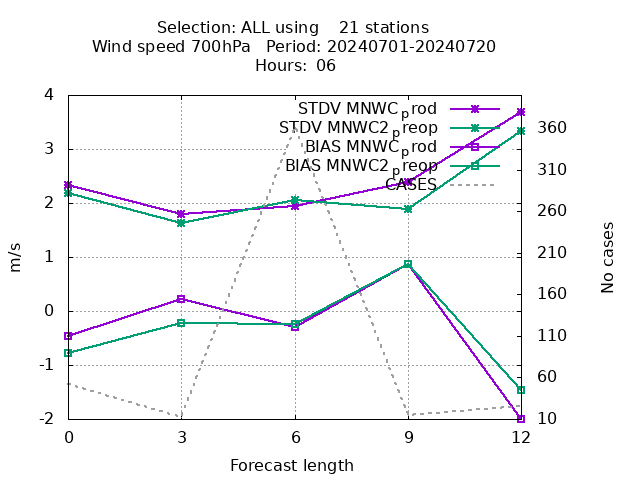 Selection: ALL using    21 stations
Wind speed 700hPa   Period: 20240701-20240720
Hours: 06
STDV MNWC_prod
STDV MNWC2_preop
BIAS MNWC_prod
BIAS MNWC2_preop
CASES
4
3
2
1
0
-1
-2
m/s
360
310
260
210
160
110
60
10
No cases
0 3 6 9 12
Forecast length